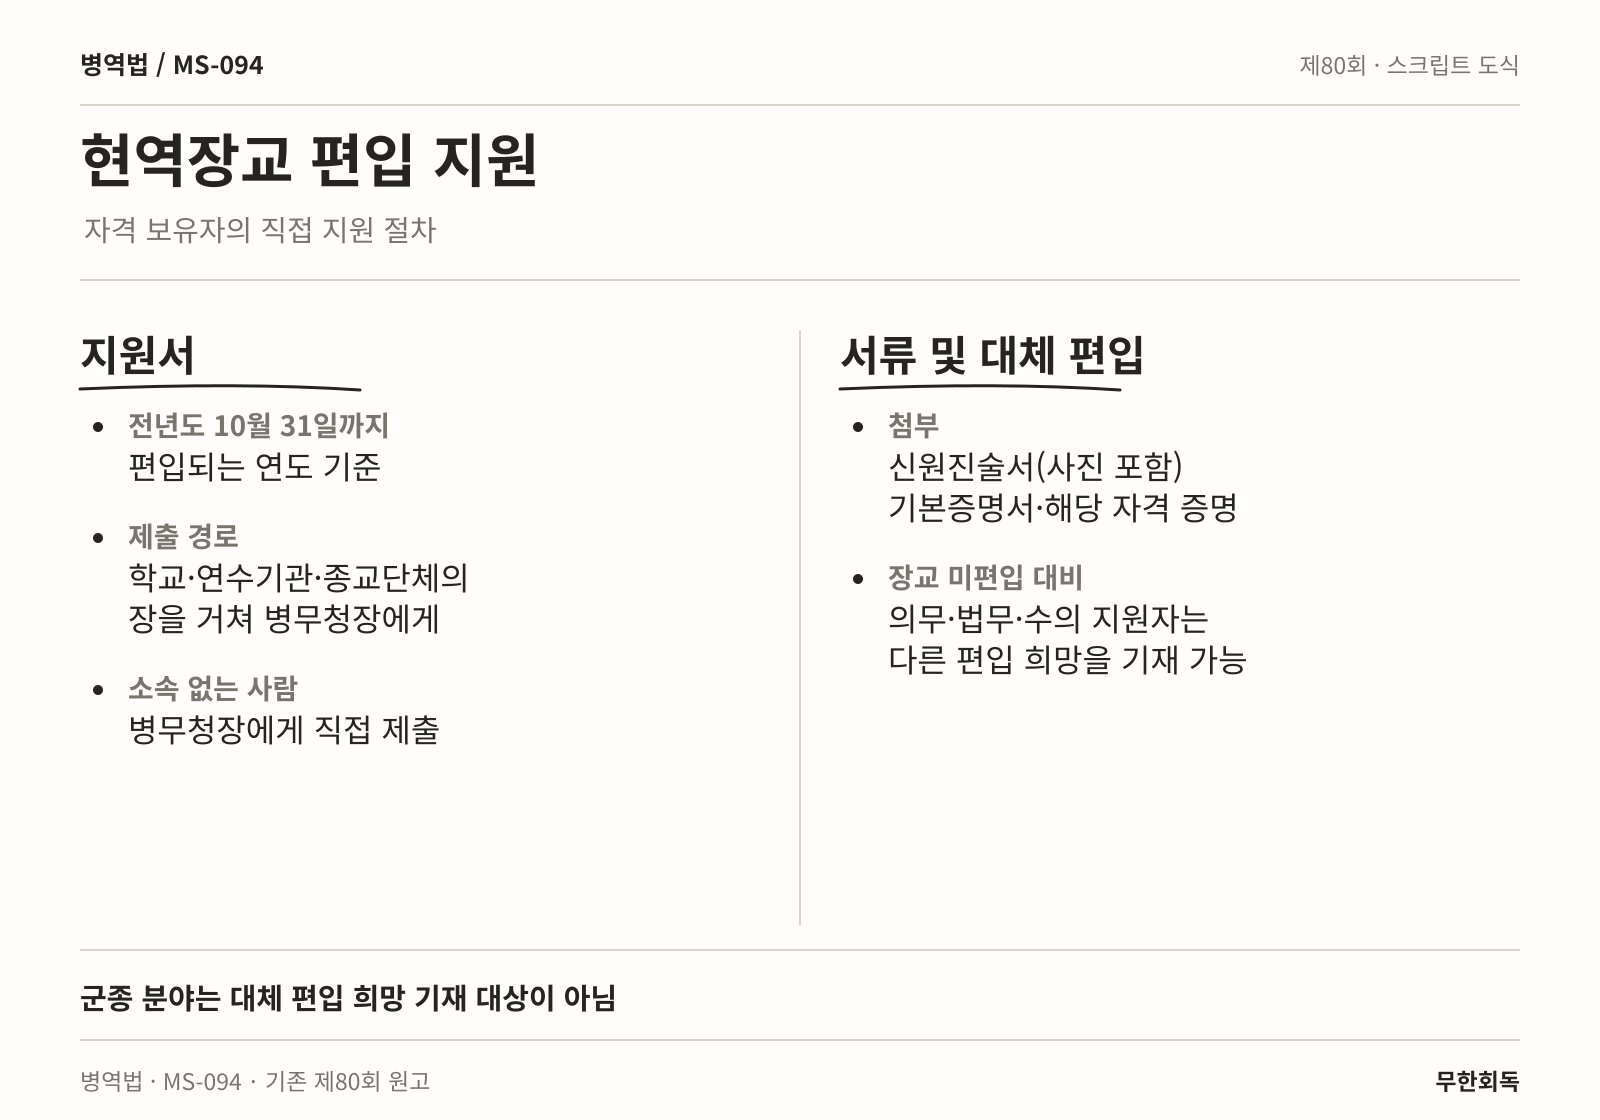 병역법 / MS-094
제80회 · 스크립트 도식
현역장교 편입 지원
자격 보유자의 직접 지원 절차
지원서
• 전년도 10월 31일까지
편입되는 연도 기준
• 제출 경로
학교·연수기관·종교단체의
장을 거쳐 병무청장에게
• 소속 없는 사람
병무청장에게 직접 제출
서류 및 대체 편입
• 첨부
신원진술서(사진 포함)
기본증명서·해당 자격 증명
• 장교 미편입 대비
의무·법무·수의 지원자는
다른 편입 희망을 기재 가능
군종 분야는 대체 편입 희망 기재 대상이 아님
병역법 · MS-094 · 기존 제80회 원고
무한회독